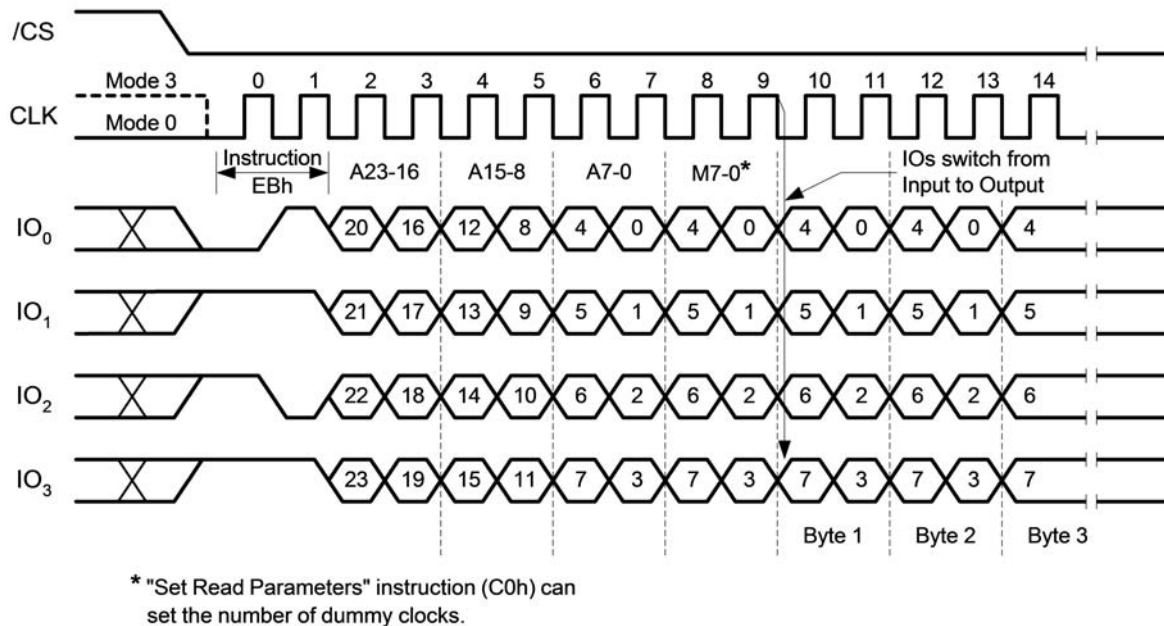 /CS
Mode 3 0 1 2 3 4 5 6 7 8 9 10 11 12 13 14
CLK
Mode 0
Instruction
EBh
A23-16 A15-8 A7-0 M7-0*
IOs switch from
Input to Output
IO0 20 16 12 8 4 0 4 0 4 0 4 0 4
IO1 21 17 13 9 5 1 5 1 5 1 5 1 5
IO2 22 18 14 10 6 2 6 2 6 2 6 2 6
IO3 23 19 15 11 7 3 7 3 7 3 7 3 7
Byte 1 Byte 2 Byte 3
* "Set Read Parameters" instruction (C0h) can
set the number of dummy clocks.